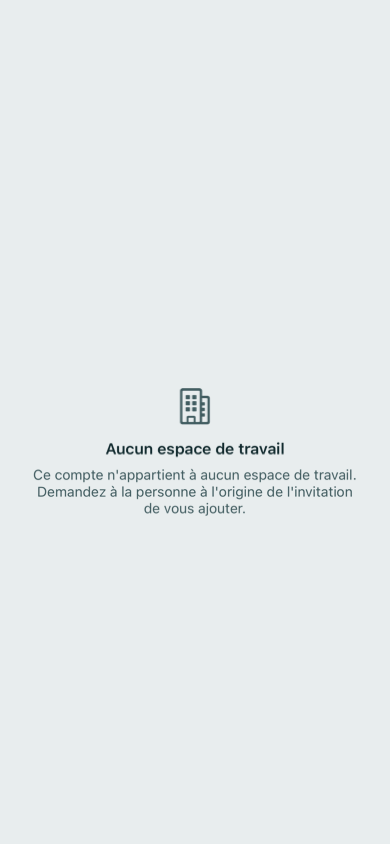 Aucun espace de travail
Ce compte n'appartient à aucun espace de travail.
Demandez à la personne à l'origine de l'invitation
de vous ajouter.